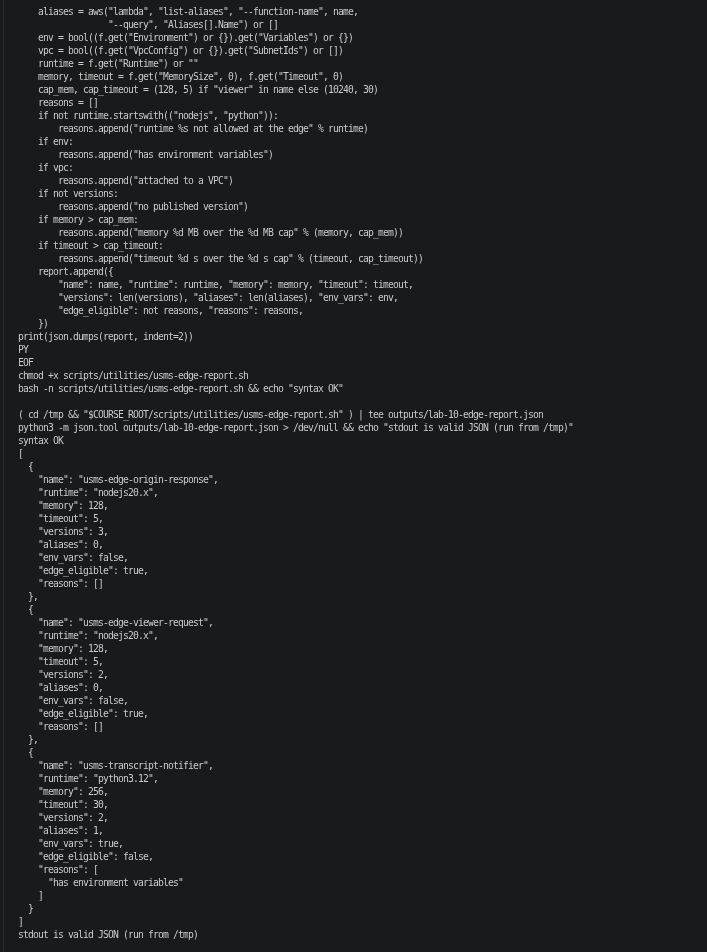 aliases = aws("lambda", "list-aliases", "--function-name", name,
                  "--query", "Aliases[].Name") or []
    env = bool((f.get("Environment") or {}).get("Variables") or {})
    vpc = bool((f.get("VpcConfig") or {}).get("SubnetIds") or [])
    runtime = f.get("Runtime") or ""
    memory, timeout = f.get("MemorySize", 0), f.get("Timeout", 0)
    cap_mem, cap_timeout = (128, 5) if "viewer" in name else (10240, 30)
    reasons = []
    if not runtime.startswith(("nodejs", "python")):
        reasons.append("runtime %s not allowed at the edge" % runtime)
    if env:
        reasons.append("has environment variables")
    if vpc:
        reasons.append("attached to a VPC")
    if not versions:
        reasons.append("no published version")
    if memory > cap_mem:
        reasons.append("memory %d MB over the %d MB cap" % (memory, cap_mem))
    if timeout > cap_timeout:
        reasons.append("timeout %d s over the %d s cap" % (timeout, cap_timeout))
    report.append({
        "name": name, "runtime": runtime, "memory": memory, "timeout": timeout,
        "versions": len(versions), "aliases": len(aliases), "env_vars": env,
        "edge_eligible": not reasons, "reasons": reasons,
    })
print(json.dumps(report, indent=2))
PY
EOF
chmod +x scripts/utilities/usms-edge-report.sh
bash -n scripts/utilities/usms-edge-report.sh && echo "syntax OK"

( cd /tmp && "$COURSE_ROOT/scripts/utilities/usms-edge-report.sh" ) | tee outputs/lab-10-edge-report.json
python3 -m json.tool outputs/lab-10-edge-report.json > /dev/null && echo "stdout is valid JSON (run from /tmp)"
syntax OK
[
  {
    "name": "usms-edge-origin-response",
    "runtime": "nodejs20.x",
    "memory": 128,
    "timeout": 5,
    "versions": 3,
    "aliases": 0,
    "env_vars": false,
    "edge_eligible": true,
    "reasons": []
  },
  {
    "name": "usms-edge-viewer-request",
    "runtime": "nodejs20.x",
    "memory": 128,
    "timeout": 5,
    "versions": 2,
    "aliases": 0,
    "env_vars": false,
    "edge_eligible": true,
    "reasons": []
  },
  {
    "name": "usms-transcript-notifier",
    "runtime": "python3.12",
    "memory": 256,
    "timeout": 30,
    "versions": 2,
    "aliases": 1,
    "env_vars": true,
    "edge_eligible": false,
    "reasons": [
      "has environment variables"
    ]
  }
]
stdout is valid JSON (run from /tmp)